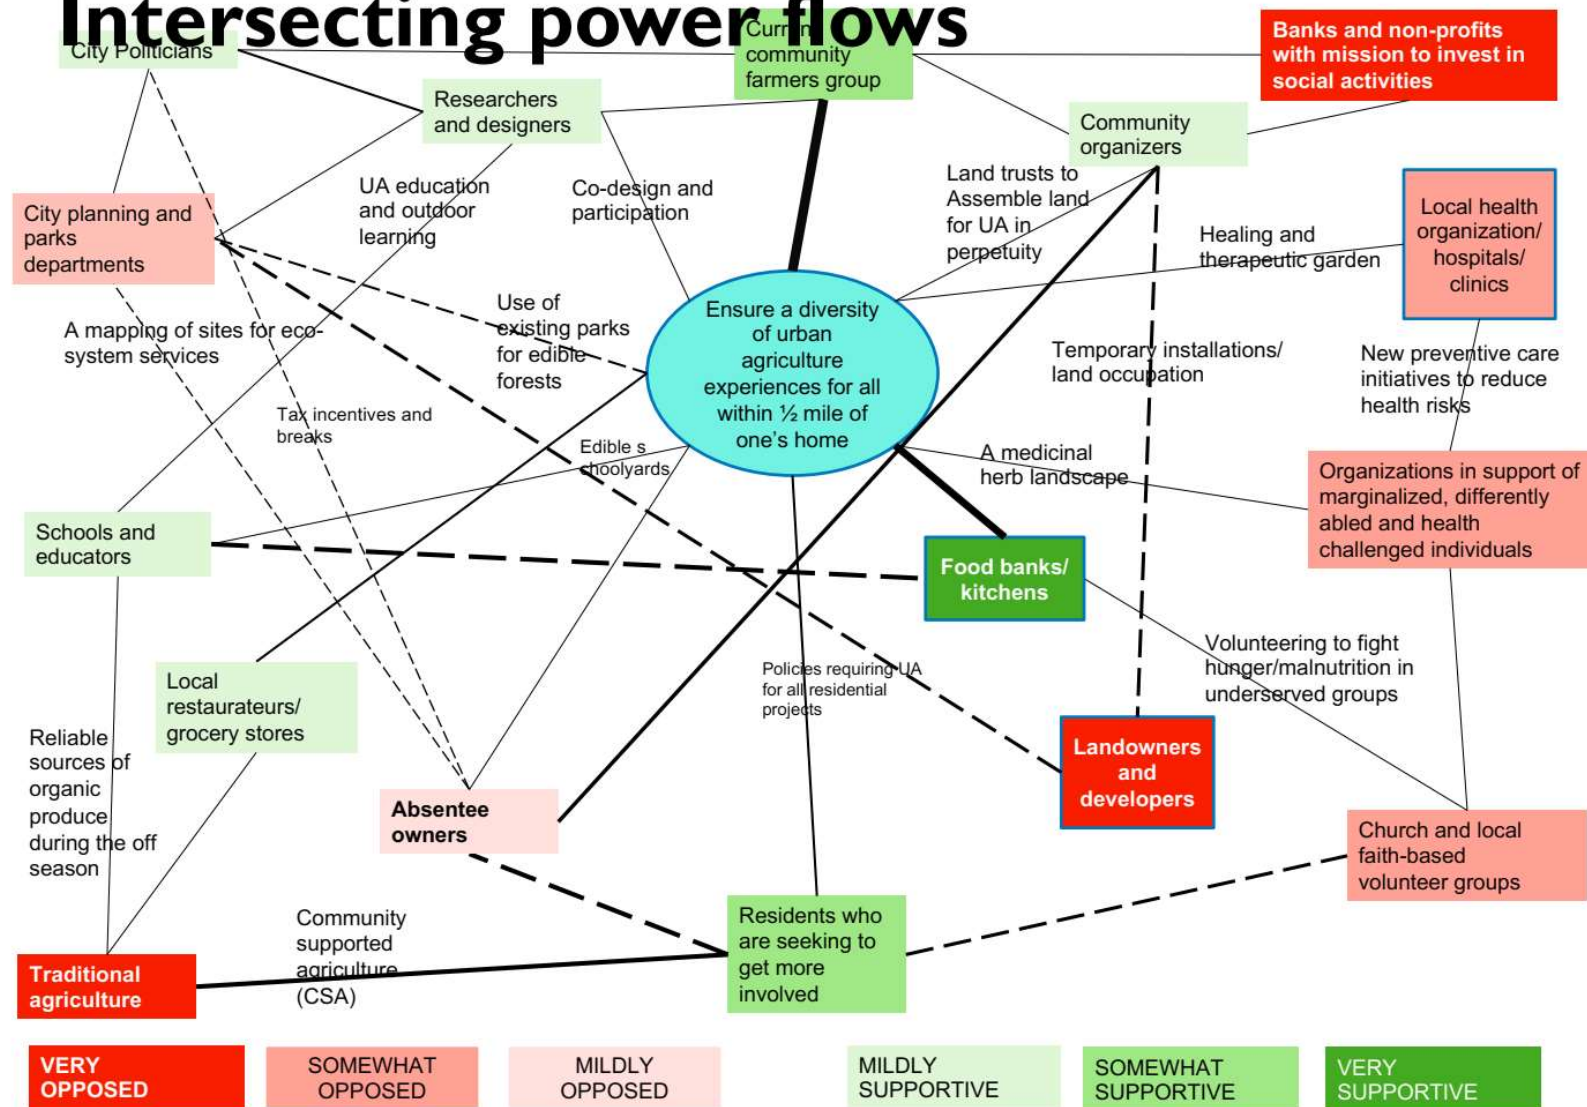 Intersecting power flows
City Politicians
Current
community
farmers group
Banks and non-profits
with mission to invest in
social activities
Researchers
and designers
Community
organizers
UA education
and outdoor
learning
Co-design and
participation
Land trusts to
Assemble land
for UA in
perpetuity
City planning and
parks
departments
Healing and
therapeutic garden
Local health
organization/
hospitals/
clinics
A mapping of sites for eco-
system services
Use of
existing parks
for edible
forests
Ensure a diversity
of urban
agriculture
experiences for all
within ½ mile of
one's home
Temporary installations/
land occupation
New preventive care
initiatives to reduce
health risks
Tax incentives and
breaks
Edible s
choolyards
A medicinal
herb landscape
Organizations in support of
marginalized, differently
abled and health
challenged individuals
Schools and
educators
Food banks/
kitchens
Volunteering to fight
hunger/malnutrition in
underserved groups
Local
restaurateurs/
grocery stores
Policies requiring UA
for all residential
projects
Reliable
sources of
organic
produce
during the off
season
Landowners
and
developers
Absentee
owners
Church and local
faith-based
volunteer groups
Community
supported
agriculture
(CSA)
Residents who
are seeking to
get more
involved
Traditional
agriculture
VERY
OPPOSED
SOMEWHAT
OPPOSED
MILDLY
OPPOSED
MILDLY
SUPPORTIVE
SOMEWHAT
SUPPORTIVE
VERY
SUPPORTIVE